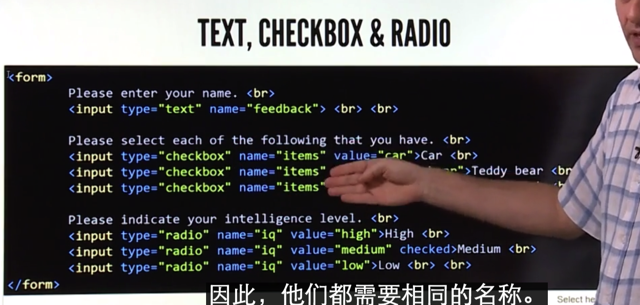 TEXT, CHECKBOX & RADIO
<form>
Please enter your name. <br>
<input type="text" name="feedback"> <br> <br>
Please select each of the following that you have. <br>
<input type="checkbox" name="items" value="car">Car <br>
<input type="checkbox" name="items" ">Teddy bear <br
<input type="checkbox" name="items"
Please indicate your intelligence level. <br>
<input type="radio" name="iq" value="high">High <br>
<input type="radio" name="iq" value="medium" checked>Medium <br>
<input type="radio" name="iq" value="low">Low <br> <br>
</form>
因此，他们都需要相同的名称。
Select he